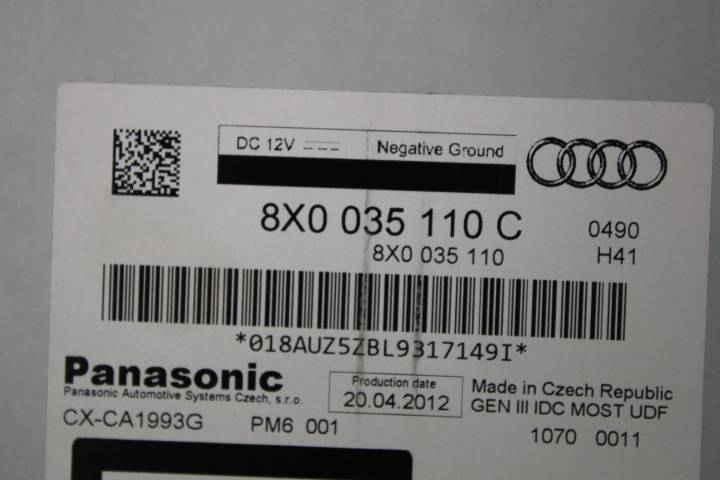 DC 12V Negative Ground
8X0 035 110 C 0490
8X0 035 110 H41
*018AUZ5ZBL9317149I*
Panasonic
Panasonic Automotive Systems Czech, s.r.o.
Production date
20.04.2012
Made in Czech Republic
GEN III IDC MOST UDF
CX-CA1993G PM6 001
1070 0011